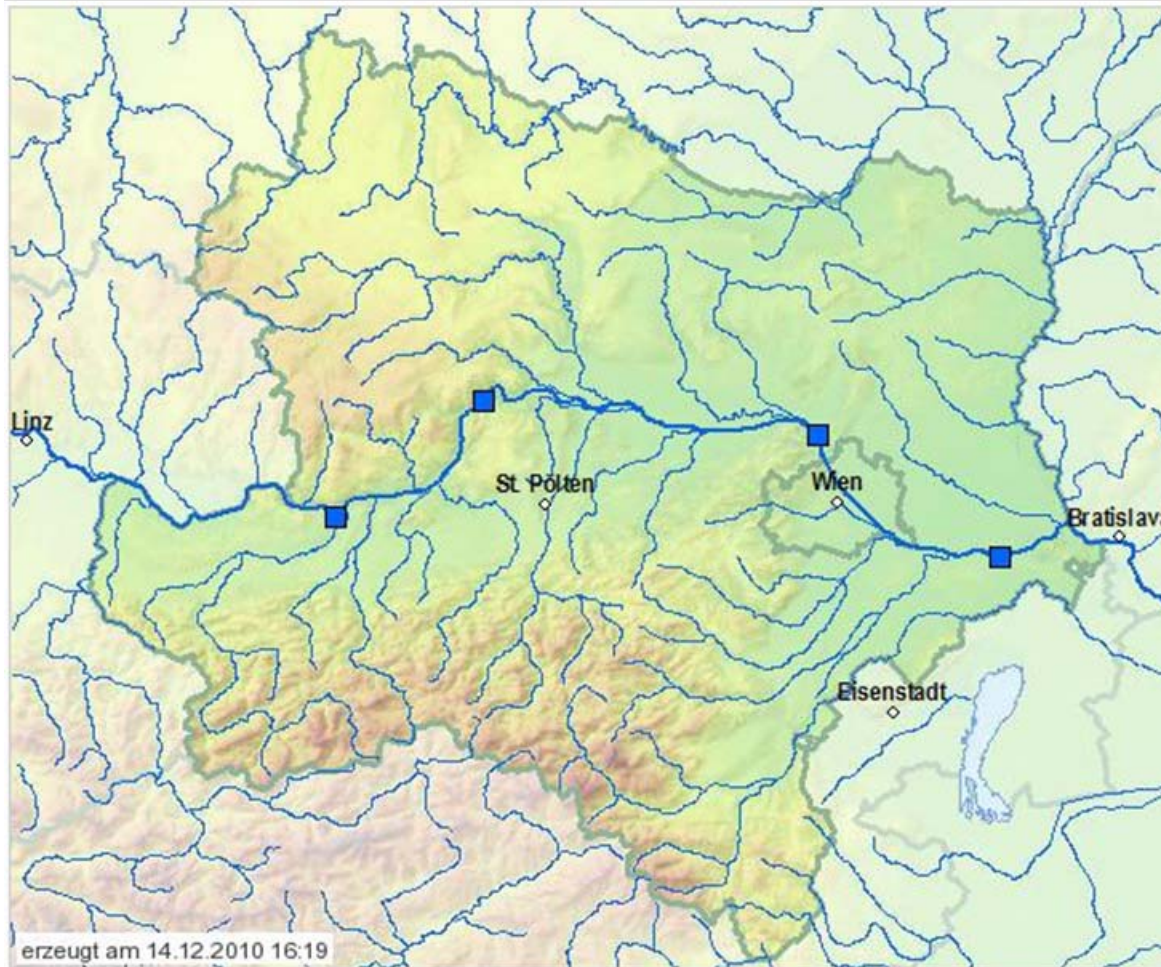 Linz
St. Pölten
Wien
Bratislava
Eisenstadt
erzeugt am 14.12.2010 16:19